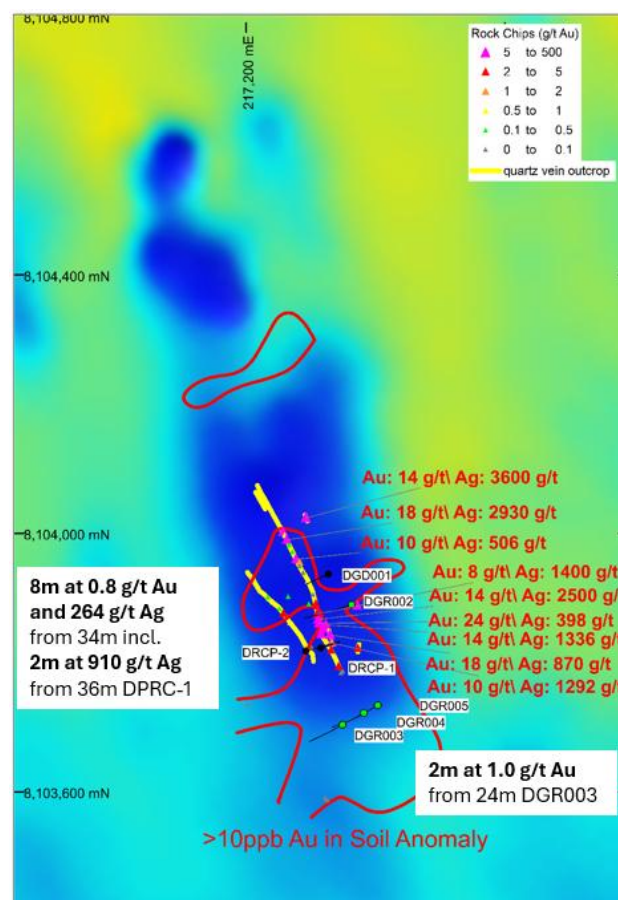 8,104,800 mN
217,200 mE
Rock Chips (g/t Au)
5 to 500
2 to 5
1 to 2
0.5 to 1
0.1 to 0.5
0 to 0.1
quartz vein outcrop
8,104,400 mN
Au: 14 g/t\ Ag: 3600 g/t
Au: 18 g/t\ Ag: 2930 g/t
8,104,000 mN
Au: 10 g/t\ Ag: 506 g/t
Au: 8 g/t\ Ag: 1400 g/t
Au: 14 g/t\ Ag: 2500 g/t
Au: 24 g/t\ Ag: 398 g/t
Au: 14 g/t\ Ag: 1336 g/t
Au: 18 g/t\ Ag: 870 g/t
Au: 10 g/t\ Ag: 1292 g/t
DGD001
DGR002
DRCP-2
DRCP-1
8m at 0.8 g/t Au
and 264 g/t Ag
from 34m incl.
2m at 910 g/t Ag
from 36m DPRC-1
DGR005
DGR004
DGR003
2m at 1.0 g/t Au
from 24m DGR003
8,103,600 mN
>10ppb Au in Soil Anomaly